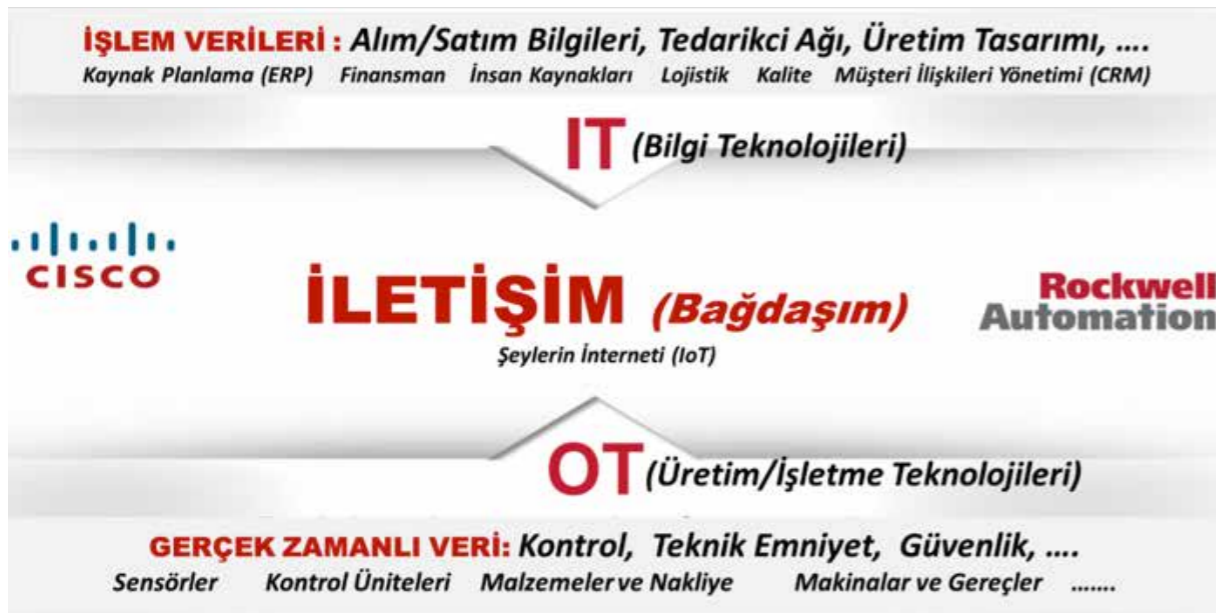 İŞLEM VERİLERİ : Alım/Satım Bilgileri, Tedarikci Ağı, Üretim Tasarımı, ....
Kaynak Planlama (ERP) Finansman İnsan Kaynakları Lojistik Kalite Müşteri İlişkileri Yönetimi (CRM)
IT (Bilgi Teknolojileri)
CISCO
İLETİŞİM (Bağdaşım)
Rockwell
Automation
Şeylerin İnterneti (IoT)
OT (Üretim/İşletme Teknolojileri)
GERÇEK ZAMANLI VERİ: Kontrol, Teknik Emniyet, Güvenlik, ....
Sensörler Kontrol Üniteleri Malzemeler ve Nakliye Makinalar ve Gereçler .......